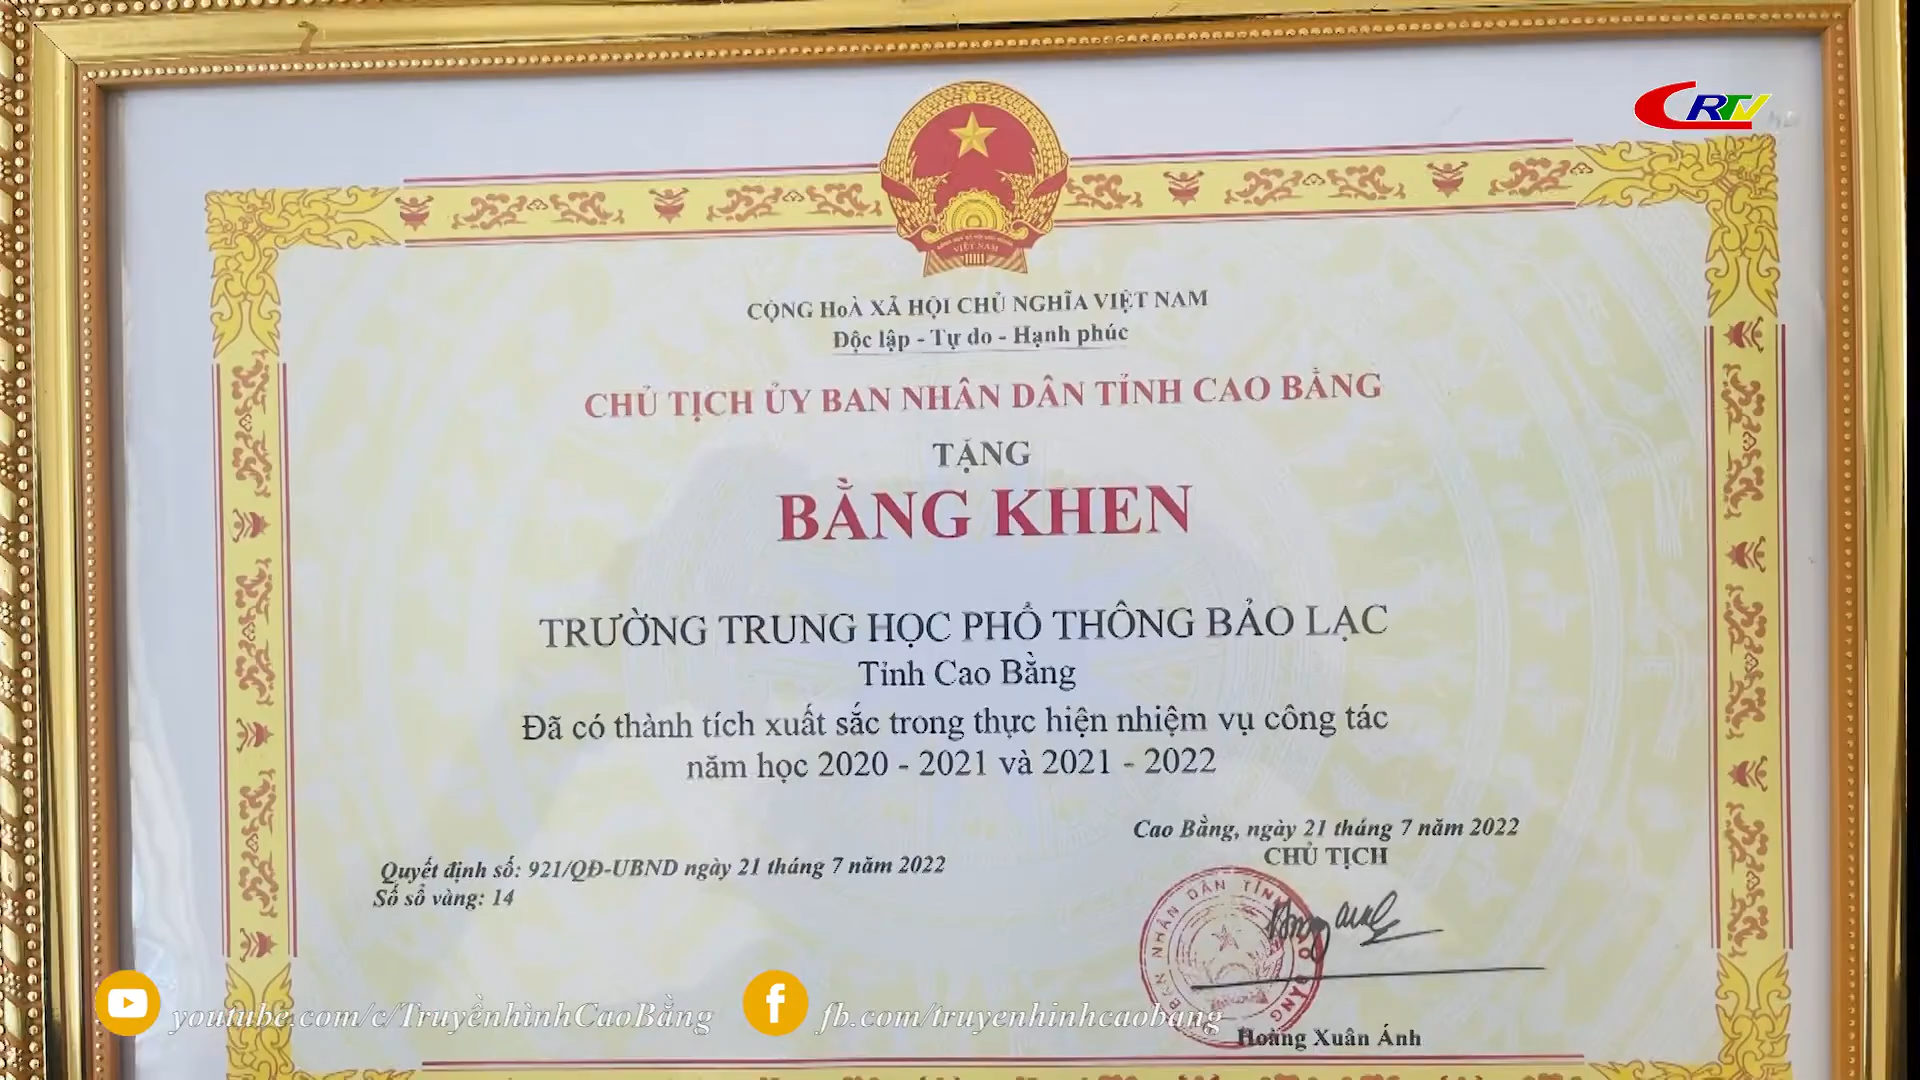 CRTV
CỘNG HoÀ XÃ HỘI CHỦ NGHĨA VIỆT NAM
Độc lập - Tự do - Hạnh phúc
CHỦ TỊCH ỦY BAN NHÂN DÂN TỈNH CAO BẰNG
TẶNG
BẰNG KHEN
TRƯỜNG TRUNG HỌC PHỔ THÔNG BẢO LẠC
Tỉnh Cao Bằng
Đã có thành tích xuất sắc trong thực hiện nhiệm vụ công tác
năm học 2020 - 2021 và 2021 - 2022
Cao Bằng, ngày 21 tháng 7 năm 2022
CHỦ TỊCH
Quyết định số: 921/QĐ-UBND ngày 21 tháng 7 năm 2022
Số sổ vàng: 14
Hoàng Xuân Ánh
youtube.com/c/TruyềnhìnhCaoBằng
fb.com/truyenhinhcaobang